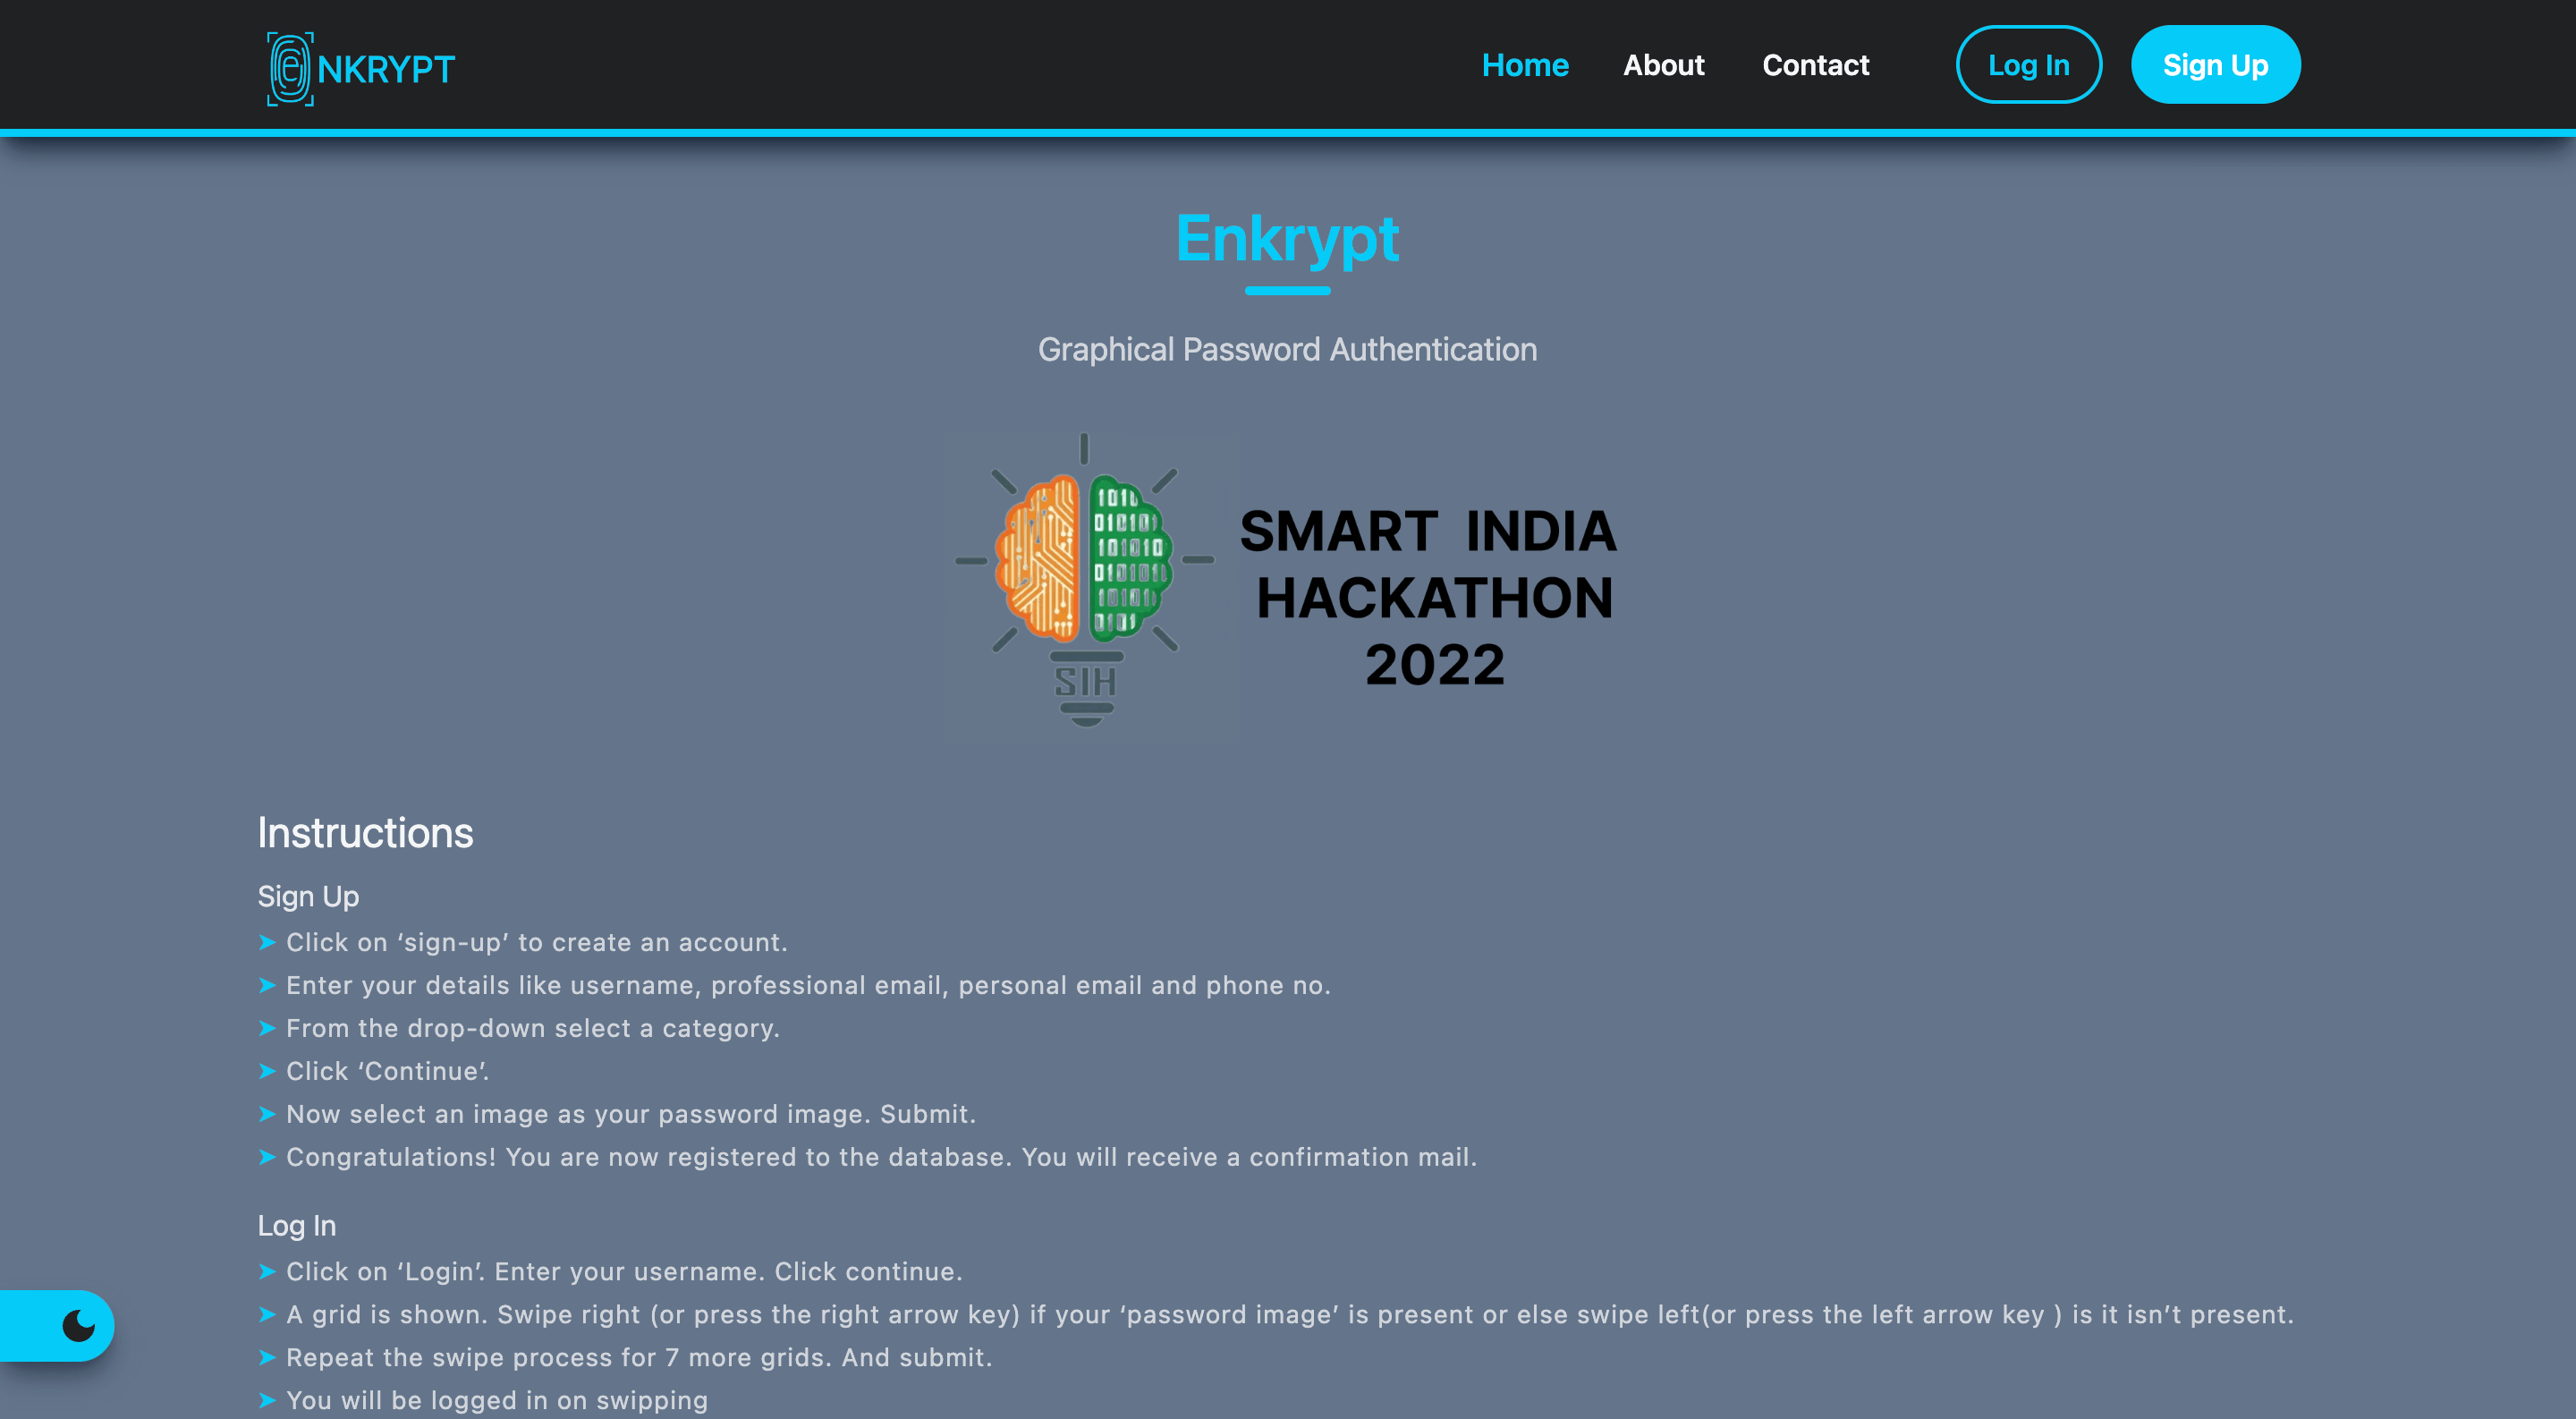 eNKRYPT
Home About Contact Log In Sign Up
Enkrypt
Graphical Password Authentication
SMART INDIA
HACKATHON
2022
SIH
Instructions
Sign Up
➤ Click on ‘sign-up’ to create an account.
➤ Enter your details like username, professional email, personal email and phone no.
➤ From the drop-down select a category.
➤ Click ‘Continue’.
➤ Now select an image as your password image. Submit.
➤ Congratulations! You are now registered to the database. You will receive a confirmation mail.
Log In
➤ Click on ‘Login’. Enter your username. Click continue.
➤ A grid is shown. Swipe right (or press the right arrow key) if your ‘password image’ is present or else swipe left(or press the left arrow key ) is it isn’t present.
➤ Repeat the swipe process for 7 more grids. And submit.
➤ You will be logged in on swipping